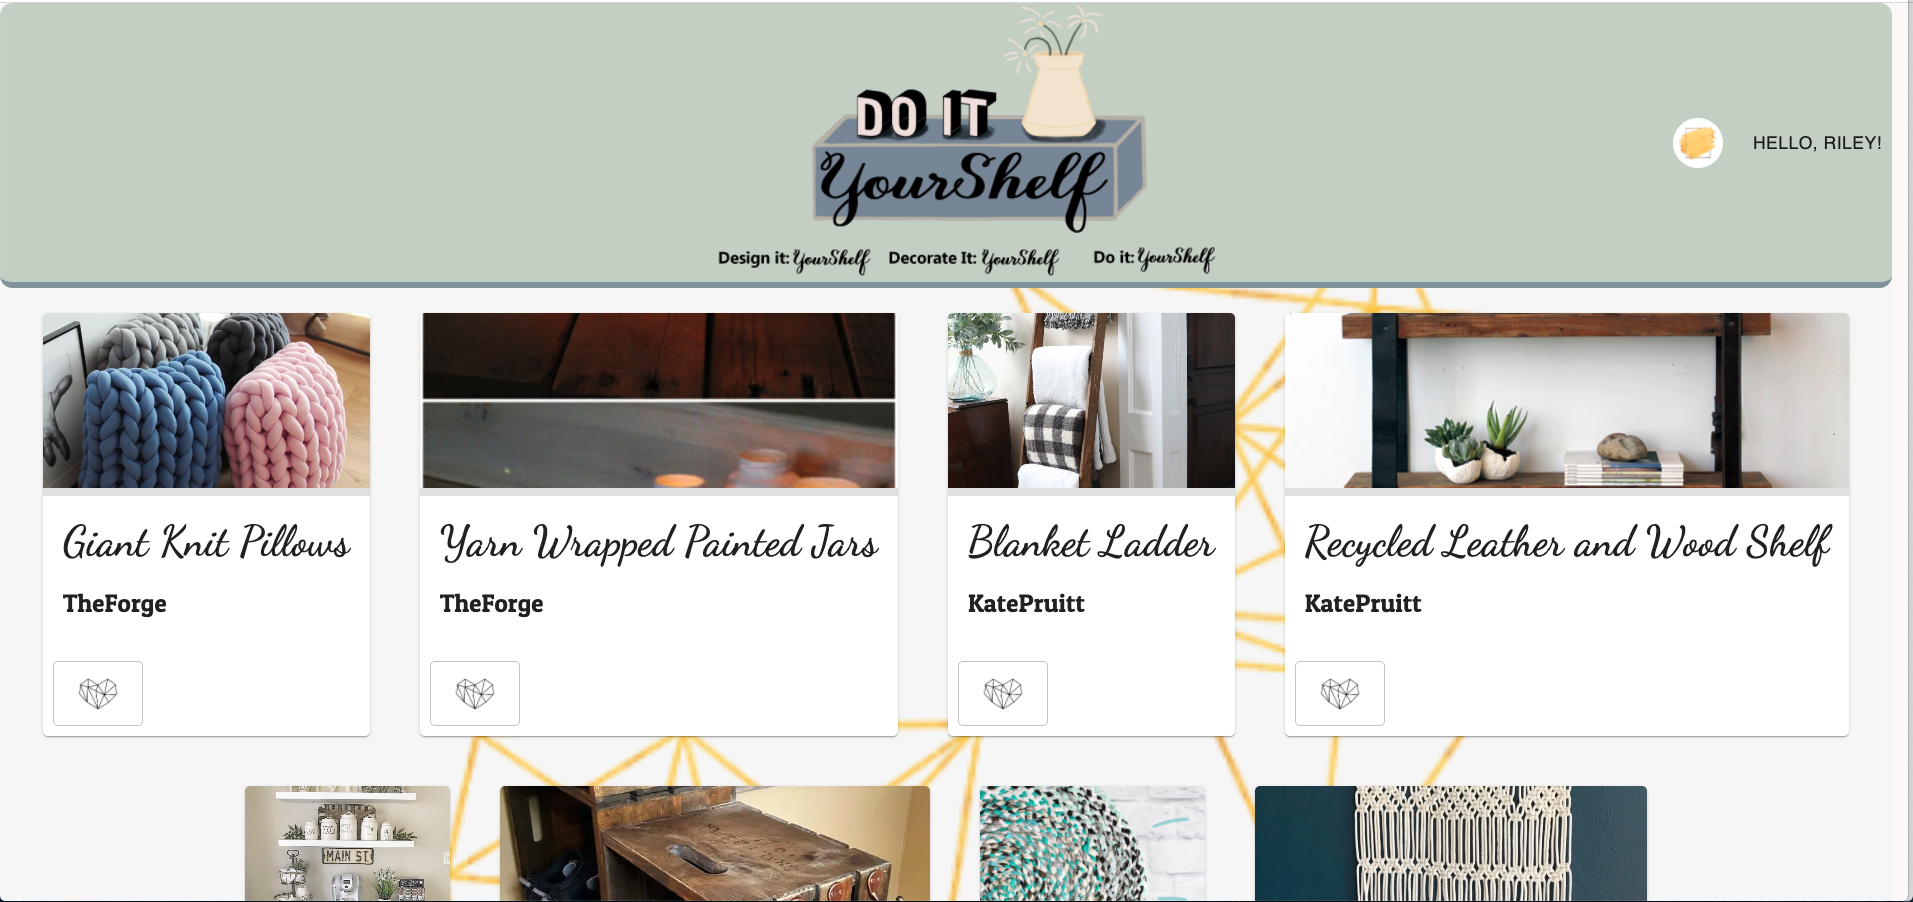 DO IT
YourShelf
HELLO, RILEY!
Design it: YourShelf Decorate It: YourShelf Do it: YourShelf
Giant Knit Pillows
TheForge
Yarn Wrapped Painted Jars
TheForge
Blanket Ladder
KatePruitt
Recycled Leather and Wood Shelf
KatePruitt
MAIN ST